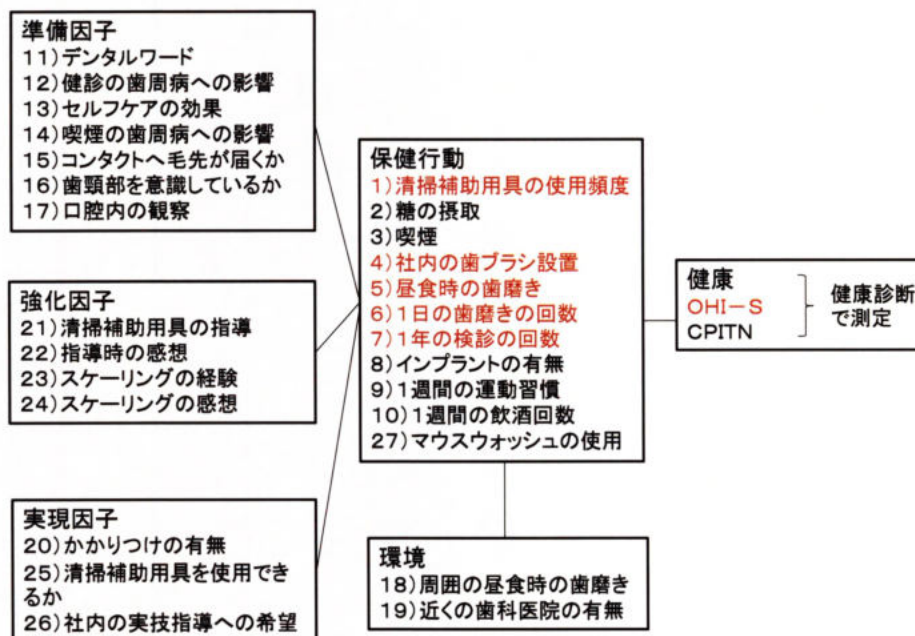 準備因子
11)デンタルワード
12)健診の歯周病への影響
13)セルフケアの効果
14)喫煙の歯周病への影響
15)コンタクトへ毛先が届くか
16)歯頸部を意識しているか
17)口腔内の観察
強化因子
21)清掃補助用具の指導
22)指導時の感想
23)スケーリングの経験
24)スケーリングの感想
実現因子
20)かかりつけの有無
25)清掃補助用具を使用でき
るか
26)社内の実技指導への希望
保健行動
1)清掃補助用具の使用頻度
2)糖の摂取
3)喫煙
4)社内の歯ブラシ設置
5)昼食時の歯磨き
6)1日の歯磨きの回数
7)1年の検診の回数
8)インプラントの有無
9)1週間の運動習慣
10)1週間の飲酒回数
27)マウスウォッシュの使用
環境
18)周囲の昼食時の歯磨き
19)近くの歯科医院の有無
健康
OHI-S
CPITN
健康診断
で測定